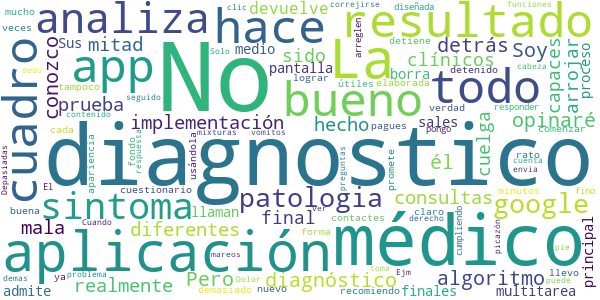 mucho clic correjirse diseñada funciones
veces Sus mitad devuelve medio borra Solo detiene
analiza hace resultado
app No La bueno todo
detrás Soy clínicos capaces arrojar proceso
cuadro conozco prueba sido pantalla lograr útiles elaborada verdad cabeza
implementación hecho pagues responder comenzar
sales opinaré
Depasiadas cada tampoco apariencia contenido fondo respuesta seguido mixturas vomitos
usándola él cuelga promete preguntas
diagnostico
El cuestionario llaman ver contactes claro minutos cuenta envia rato fino
sintoma patologia consultas google
buena Cuando final forma cumpliendo derecho principal
aplicación médico
mala diferentes
realmente Pero diagnóstico algoritmo
ya mareos demasiado nuevo Dolor toma recomiendo Ejm pongo picazón llevo puede pie
admite demas problema finales multitarea
dedo